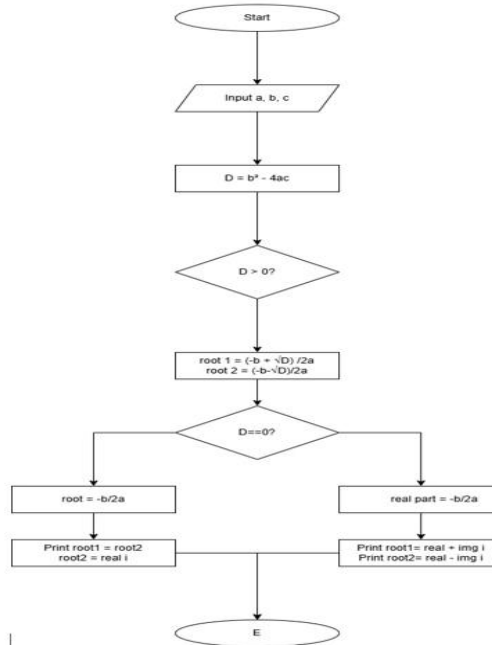 Start
Input a, b, c
D = b² - 4ac
D > 0?
root 1 = (-b + √D) /2a
root 2 = (-b-√D)/2a
D==0?
root = -b/2a
real part = -b/2a
Print root1 = root2
root2 = real i
Print root1= real + img i
Print root2= real - img i
E